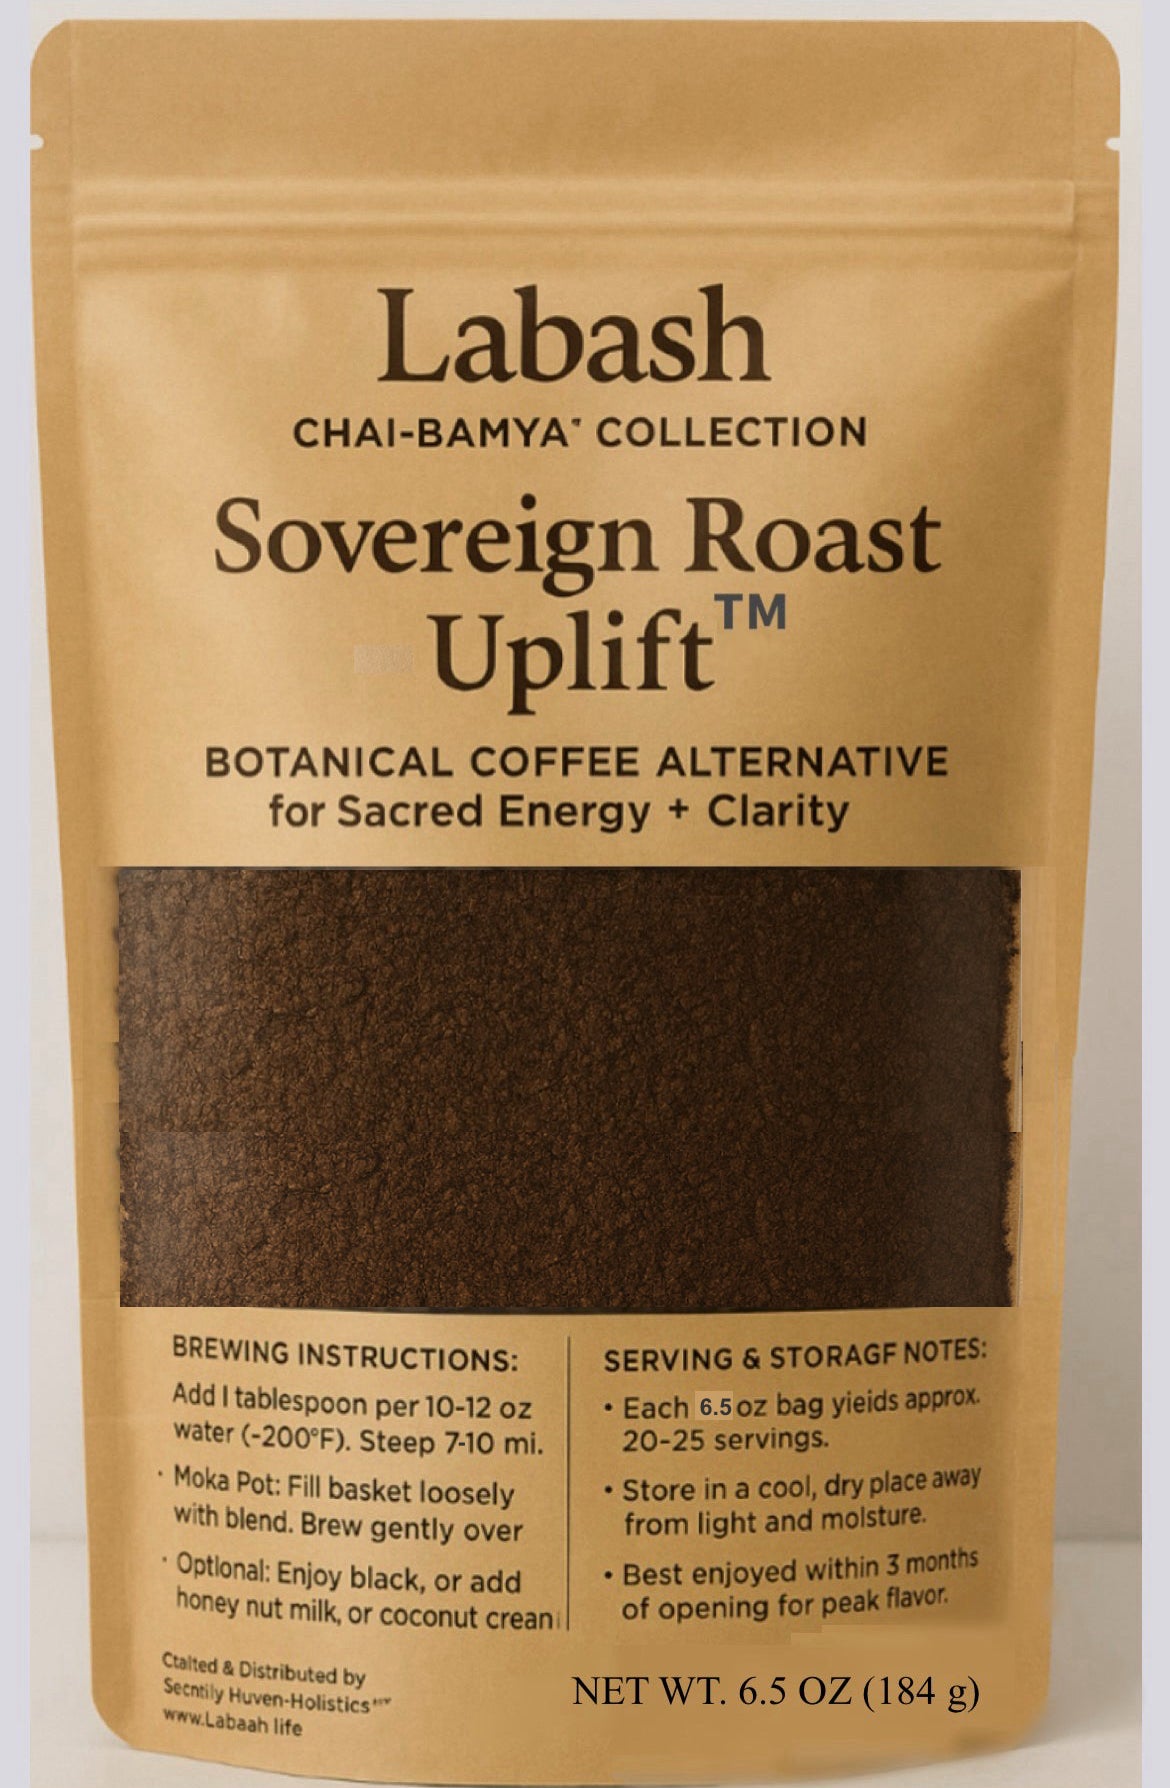 Labash
CHAI-BAMYA™ COLLECTION
Sovereign Roast
Uplift™
BOTANICAL COFFEE ALTERNATIVE
for Sacred Energy + Clarity
BREWING INSTRUCTIONS:
Add 1 tablespoon per 10-12 oz
water (-200°F). Steep 7-10 mi.
· Moka Pot: Fill basket loosely
with blend. Brew gently over
· Optional: Enjoy black, or add
honey nut milk, or coconut crean
SERVING & STORAGF NOTES:
• Each 6.5 oz bag yieids approx.
20-25 servings.
• Store in a cool, dry place away
from light and molsture.
• Best enjoyed within 3 months
of opening for peak flavor.
Ctalted & Distributed by
Secntily Huven-Holistics
www.Labaah life
NET WT. 6.5 OZ (184 g)